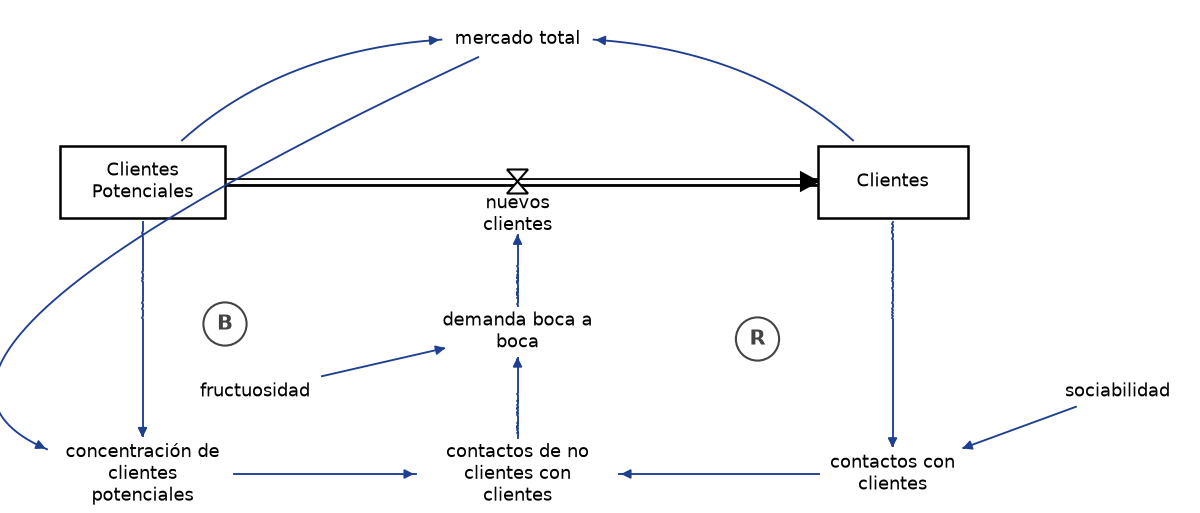 mercado total
Clientes
Potenciales
Clientes
nuevos
clientes
B
demanda boca a
boca
R
fructuosidad
sociabilidad
concentración de
clientes
potenciales
contactos de no
clientes con
clientes
contactos con
clientes